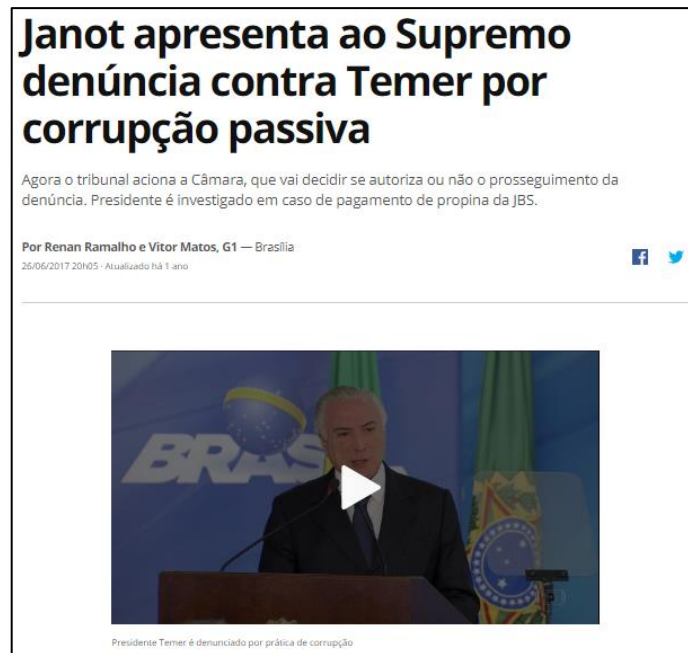 Janot apresenta ao Supremo
denúncia contra Temer por
corrupção passiva
Agora o tribunal aciona a Câmara, que vai decidir se autoriza ou não o prosseguimento da
denúncia. Presidente é investigado em caso de pagamento de propina da JBS.
Por Renan Ramalho e Vitor Matos, G1 — Brasília
26/06/2017 20h05 · Atualizado há 1 ano
BRASIL
Presidente Temer é denunciado por prática de corrupção